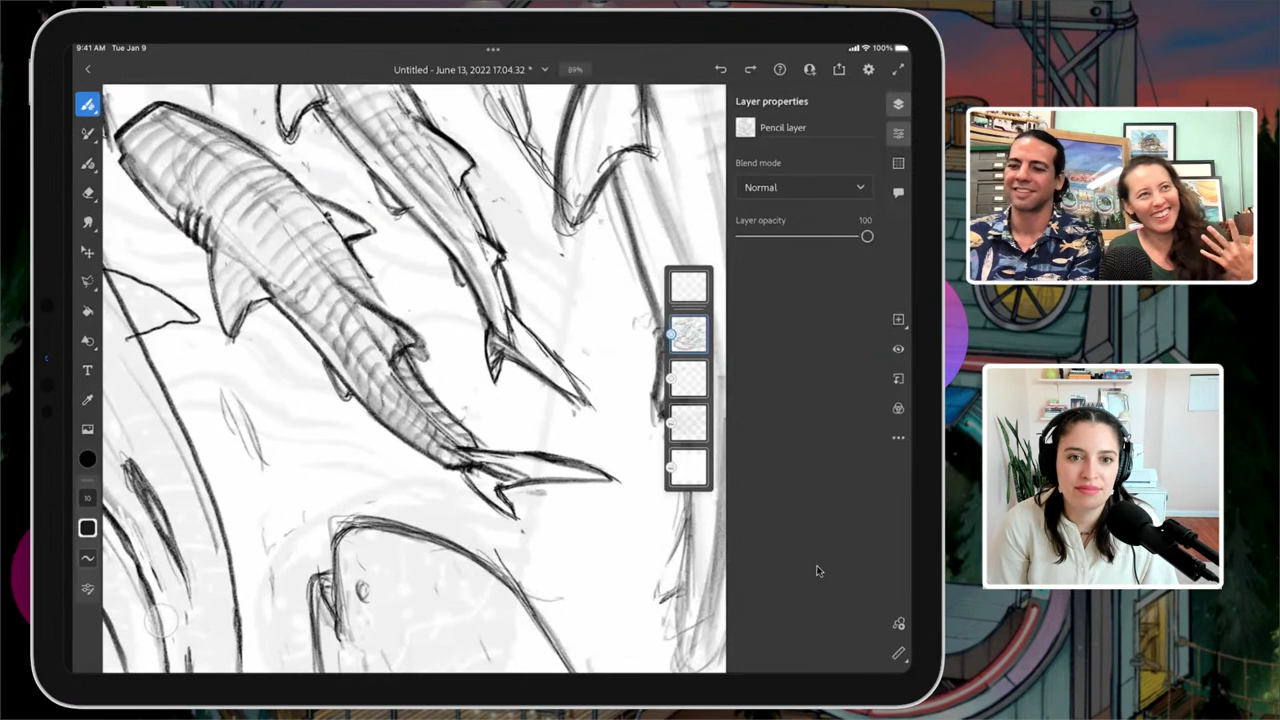 9:41 AM Tue Jan 9
100%
Untitled - June 13, 2022 17.04.32 *
89%
Layer properties
Pencil layer
Blend mode
Normal
Layer opacity 100
T
10